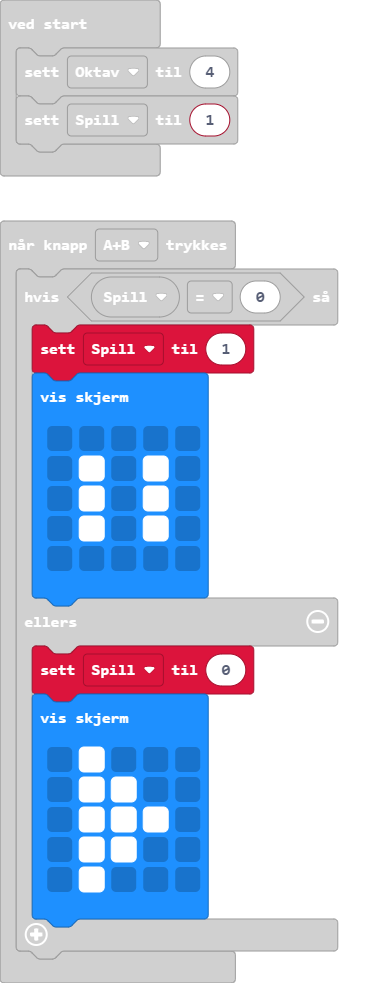 ved start
sett Oktav til 4
sett Spill til 1
når knapp A+B trykkes
hvis Spill = 0 så
sett Spill til 1
vis skjerm
ellers
sett Spill til 0
vis skjerm